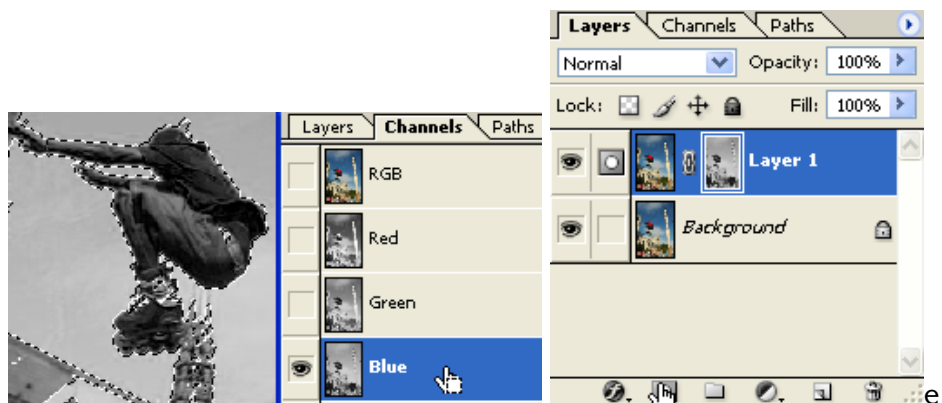 Layers Channels Paths
RGB
Red
Green
Blue
Layers Channels Paths
Normal Opacity: 100%
Lock: Fill: 100%
Layer 1
Background
e